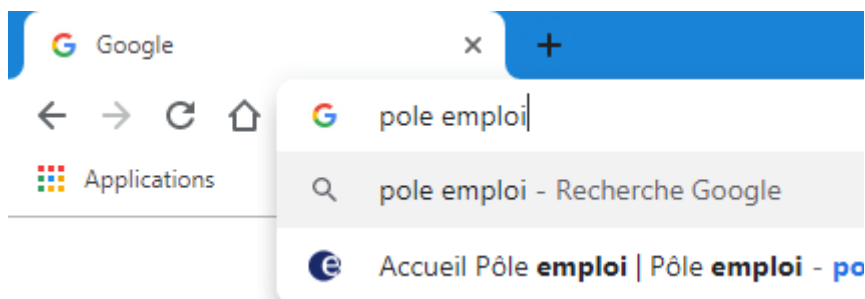 Google
pole emploi
Applications
pole emploi - Recherche Google
Accueil Pôle emploi | Pôle emploi - po